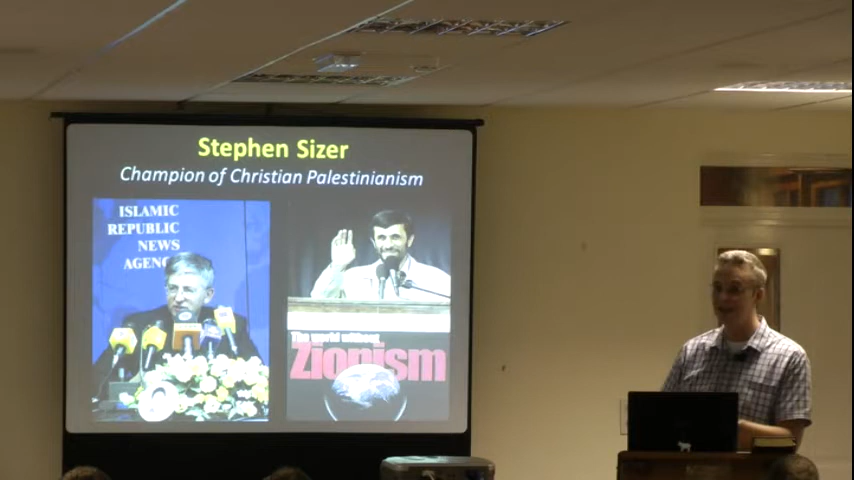 Stephen Sizer
Champion of Christian Palestinianism
ISLAMIC
REPUBLIC
NEWS
AGENC
The world without
Zionism